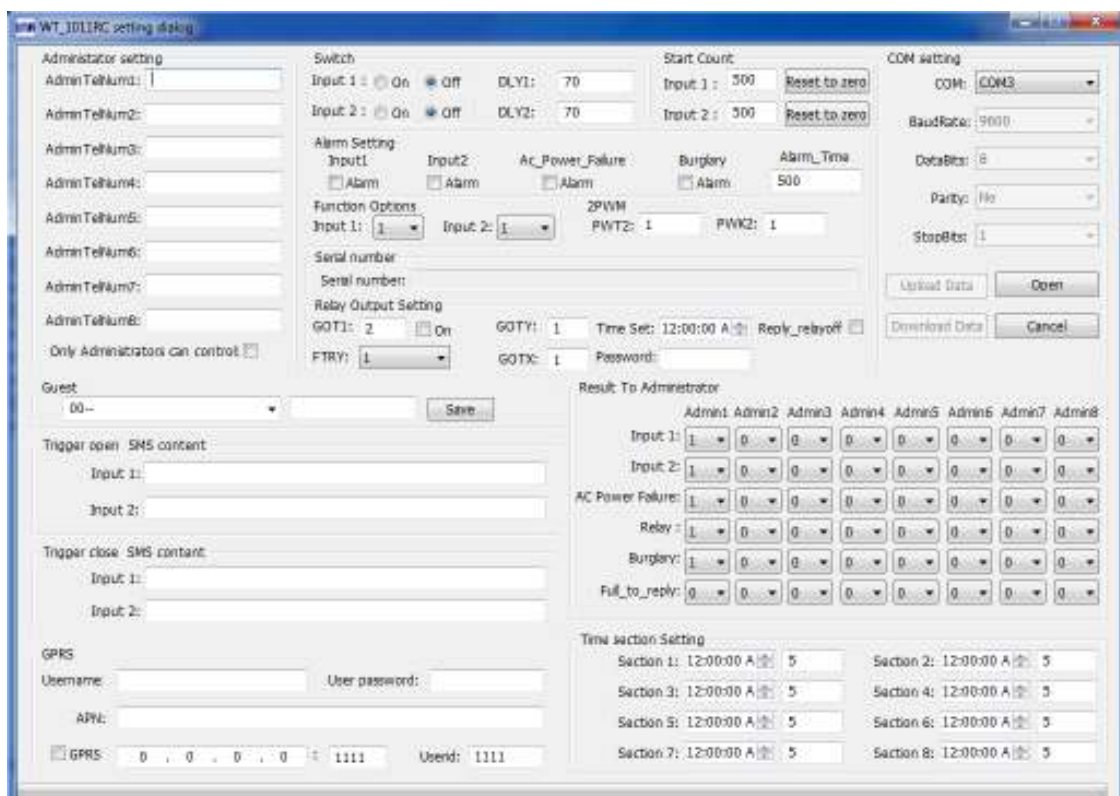 WT_1011RC setting dialog
Administator setting
AdminTelNum1:
AdminTelNum2:
AdminTelNum3:
AdminTelNum4:
AdminTelNum5:
AdminTelNum6:
AdminTelNum7:
AdminTelNum8:
Only Administrators can control:
Switch
Input 1 : On Off DLY1: 70
Input 2 : On Off DLY2: 70
Start Count
Input 1 : 500 Reset to zero
Input 2 : 500 Reset to zero
Alarm Setting
Input1 Input2 Ac_Power_Failure Burglary Alarm_Time
Alarm Alarm Alarm Alarm 500
Function Options
Input 1: 1 Input 2: 1
2PWM
PWT2: 1 PWK2: 1
Serial number
Serial number:
Relay Output Setting
GOT1: 2 On GOTY: 1 Time Set: 12:00:00 A Reply_relayoff
FTRY: 1 GOTX: 1 Password:
COM setting
COM: COM3
BaudRate: 9600
DataBits: 8
Parity: No
StopBits: 1
Upload Data Open
Download Data Cancel
Guest
00--
Save
Trigger open SMS content
Input 1:
Input 2:
Trigger close SMS content
Input 1:
Input 2:
GPRS
Username User password:
APN:
GPRS 0 . 0 . 0 . 0 : 1111 Userid: 1111
Result To Administrator
Admin1 Admin2 Admin3 Admin4 Admin5 Admin6 Admin7 Admin8
Input 1: 1 0 0 0 0 0 0 0
Input 2: 1 0 0 0 0 0 0 0
AC Power Failure: 1 0 0 0 0 0 0 0
Relay : 1 0 0 0 0 0 0 0
Burglary: 1 0 0 0 0 0 0 0
Full_to_reply: 0 0 0 0 0 0 0 0
Time section Setting
Section 1: 12:00:00 A 5 Section 2: 12:00:00 A 5
Section 3: 12:00:00 A 5 Section 4: 12:00:00 A 5
Section 5: 12:00:00 A 5 Section 6: 12:00:00 A 5
Section 7: 12:00:00 A 5 Section 8: 12:00:00 A 5